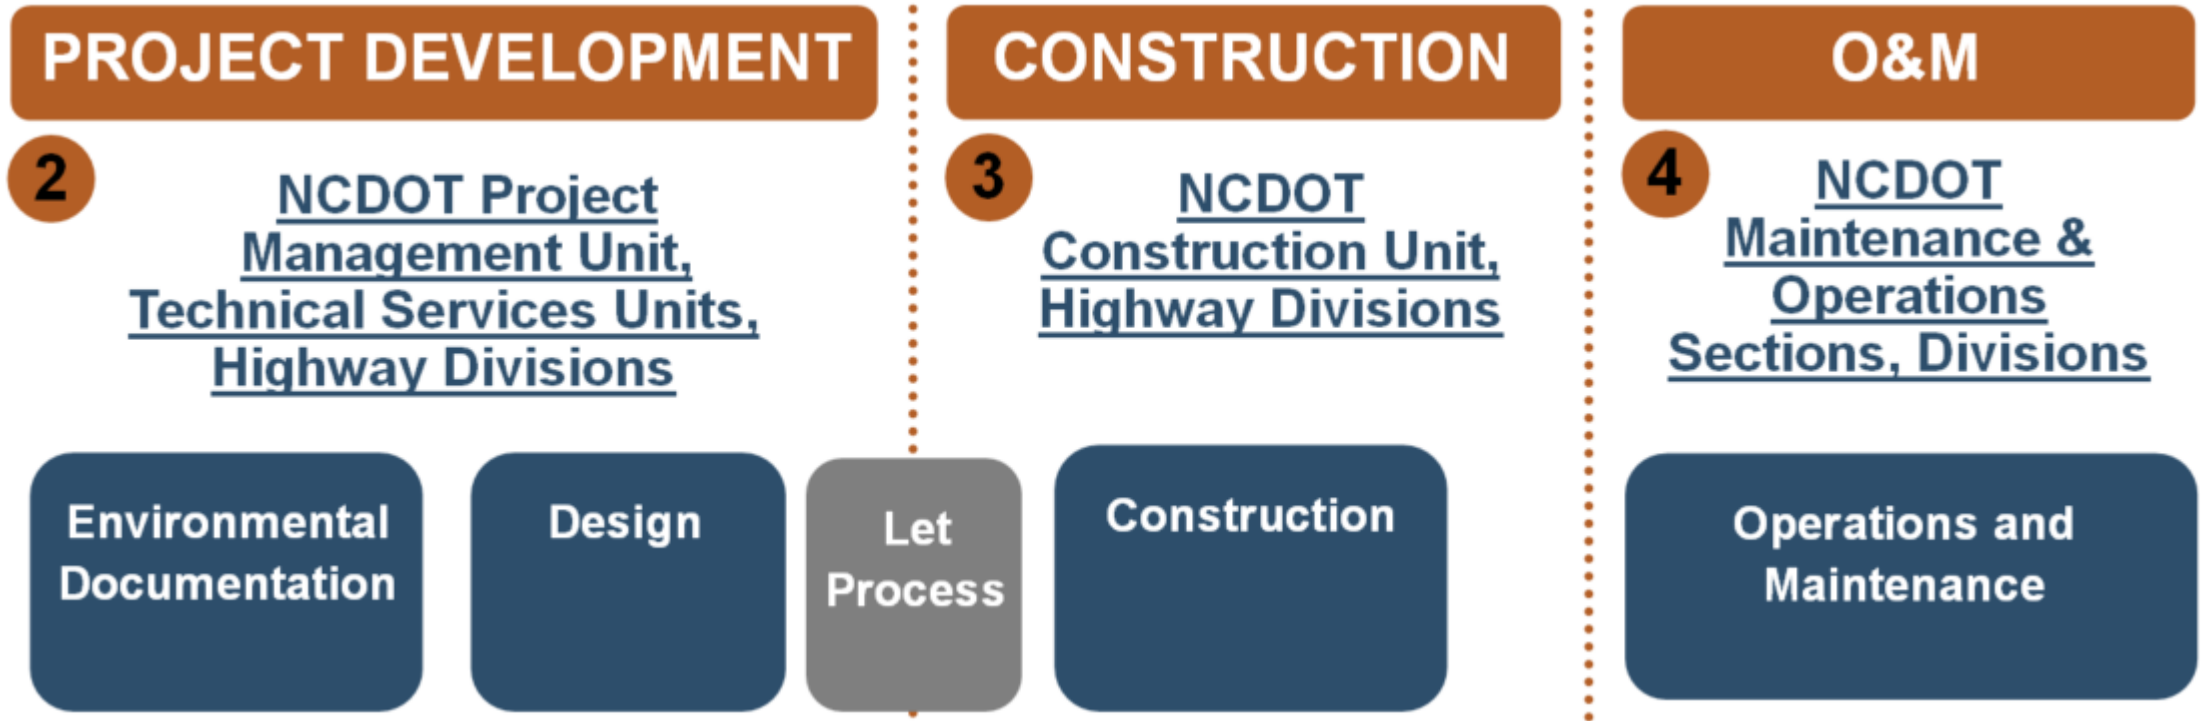 PROJECT DEVELOPMENT
2
NCDOT Project
Management Unit,
Technical Services Units,
Highway Divisions
Environmental
Documentation
Design
Let
Process
CONSTRUCTION
3
NCDOT
Construction Unit,
Highway Divisions
Construction
O&M
4
NCDOT
Maintenance &
Operations
Sections, Divisions
Operations and
Maintenance